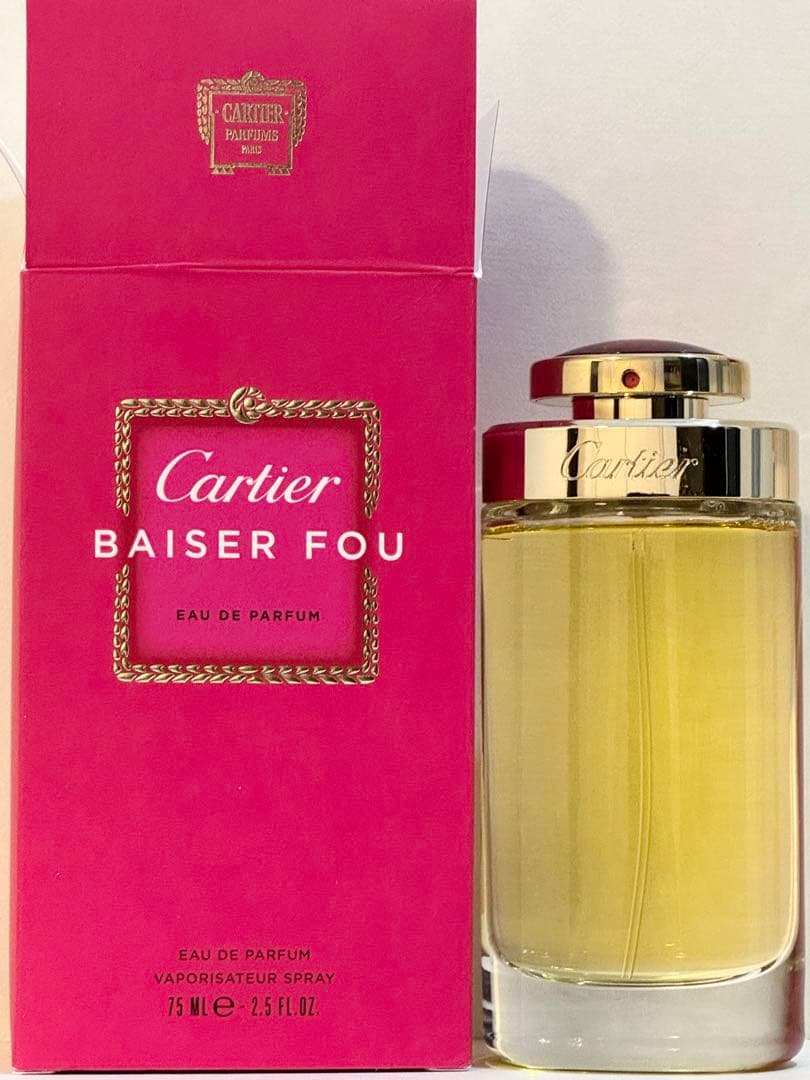 CARTIER
PARFUMS
PARIS
Cartier
BAISER FOU
EAU DE PARFUM
EAU DE PARFUM
VAPORISATEUR SPRAY
75 ML ℮ - 2.5 FL.OZ.
Cartier